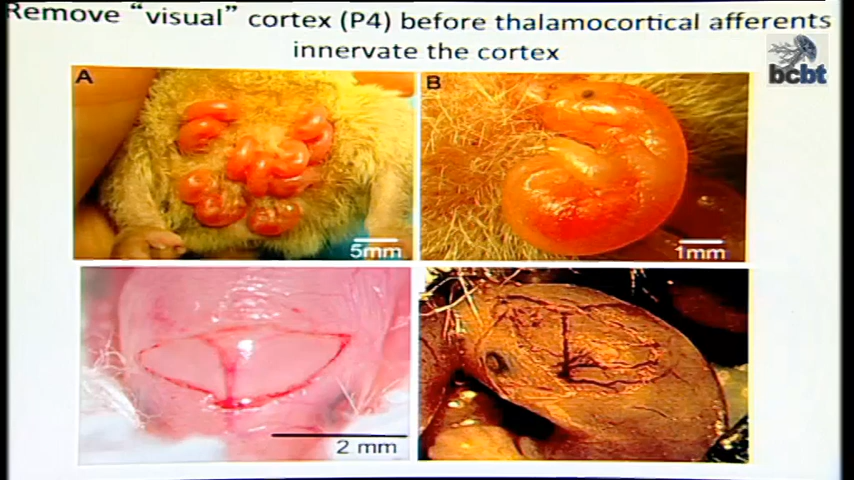 Remove “visual” cortex (P4) before thalamocortical afferents
innervate the cortex
bcbt
A
B
5mm
1mm
2 mm